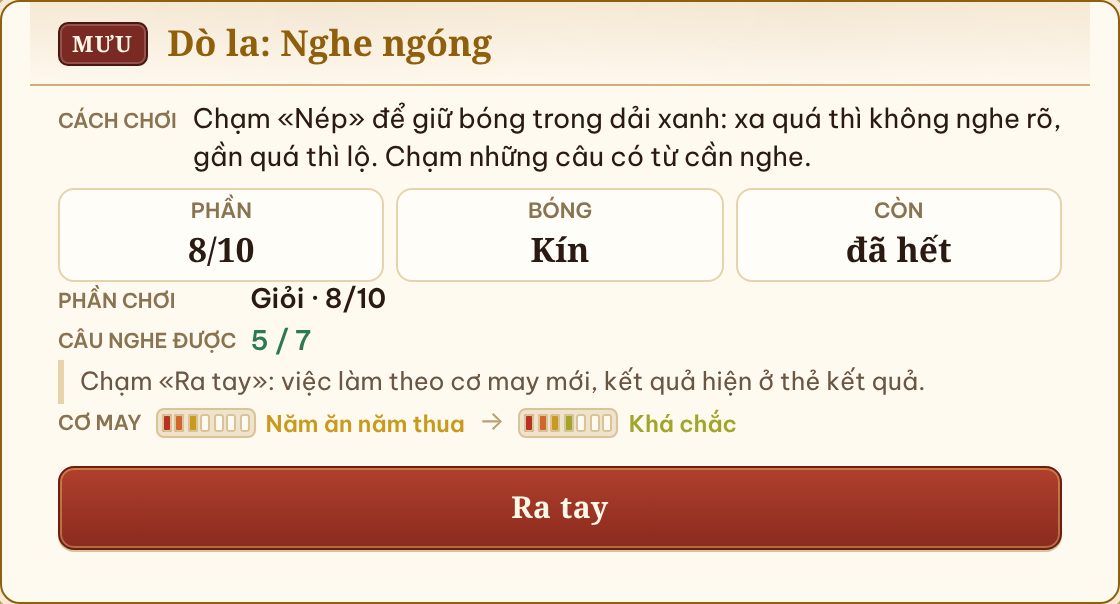 MƯU Dò la: Nghe ngóng
CÁCH CHƠI Chạm «Nép» để giữ bóng trong dải xanh: xa quá thì không nghe rõ,
gần quá thì lộ. Chạm những câu có từ cần nghe.
PHẦN BÓNG CÒN
8/10 Kín đã hết
PHẦN CHƠI Giỏi · 8/10
CÂU NGHE ĐƯỢC 5 / 7
Chạm «Ra tay»: việc làm theo cơ may mới, kết quả hiện ở thẻ kết quả.
CƠ MAY Năm ăn năm thua → Khá chắc
Ra tay